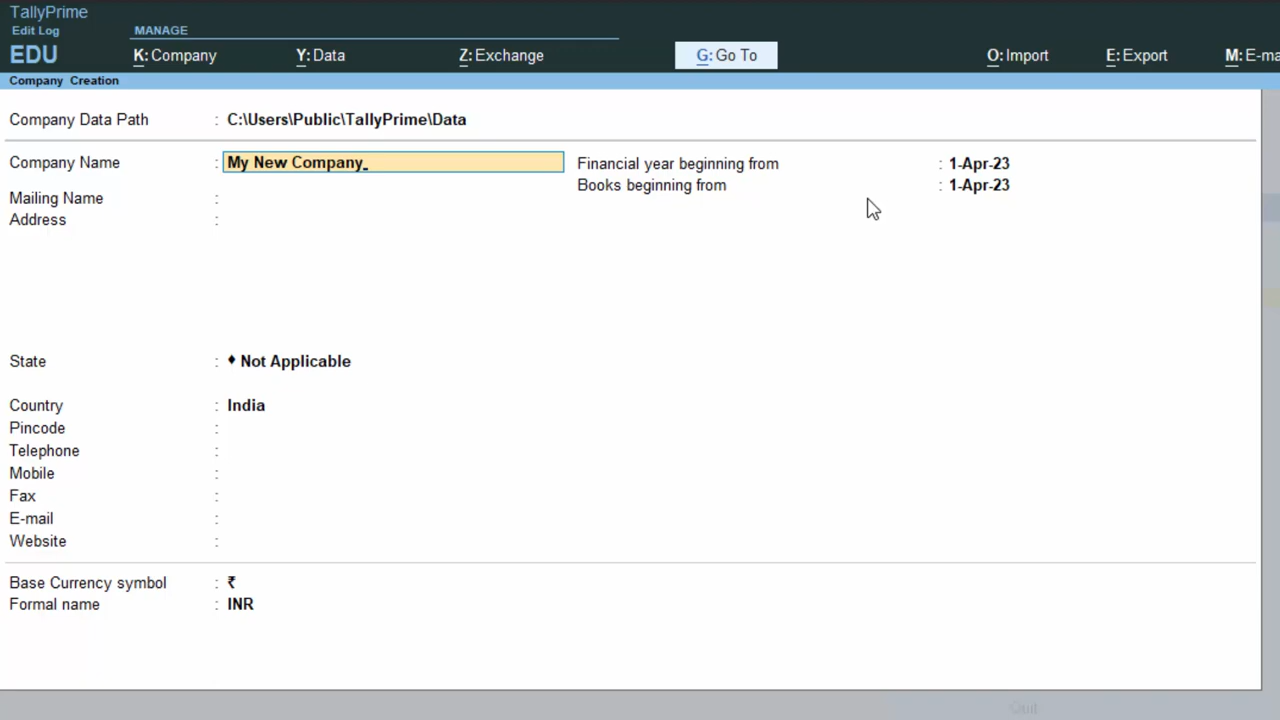 TallyPrime
Edit Log
EDU
MANAGE
K: Company
Y: Data
Z: Exchange
G: Go To
O: Import
E: Export
M: E-ma
Company Creation
Company Data Path : C:\Users\Public\TallyPrime\Data
Company Name : My New Company
Financial year beginning from : 1-Apr-23
Books beginning from : 1-Apr-23
Mailing Name :
Address :
State : ♦ Not Applicable
Country : India
Pincode :
Telephone :
Mobile :
Fax :
E-mail :
Website :
Base Currency symbol : ₹
Formal name : INR
Quit